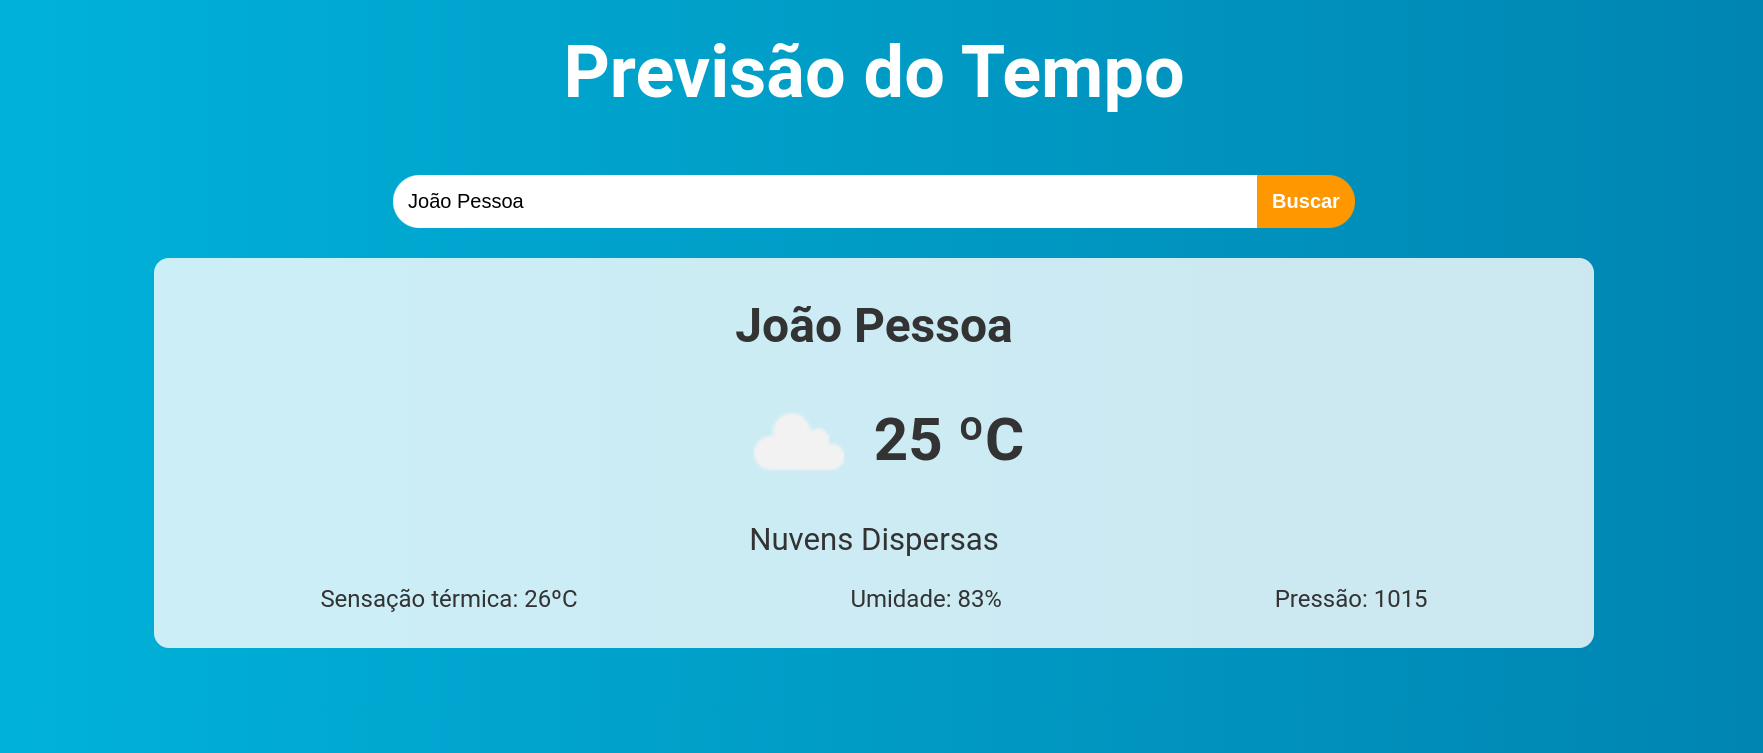 Previsão do Tempo
João Pessoa
Buscar
João Pessoa
25 ºC
Nuvens Dispersas
Sensação térmica: 26ºC
Umidade: 83%
Pressão: 1015